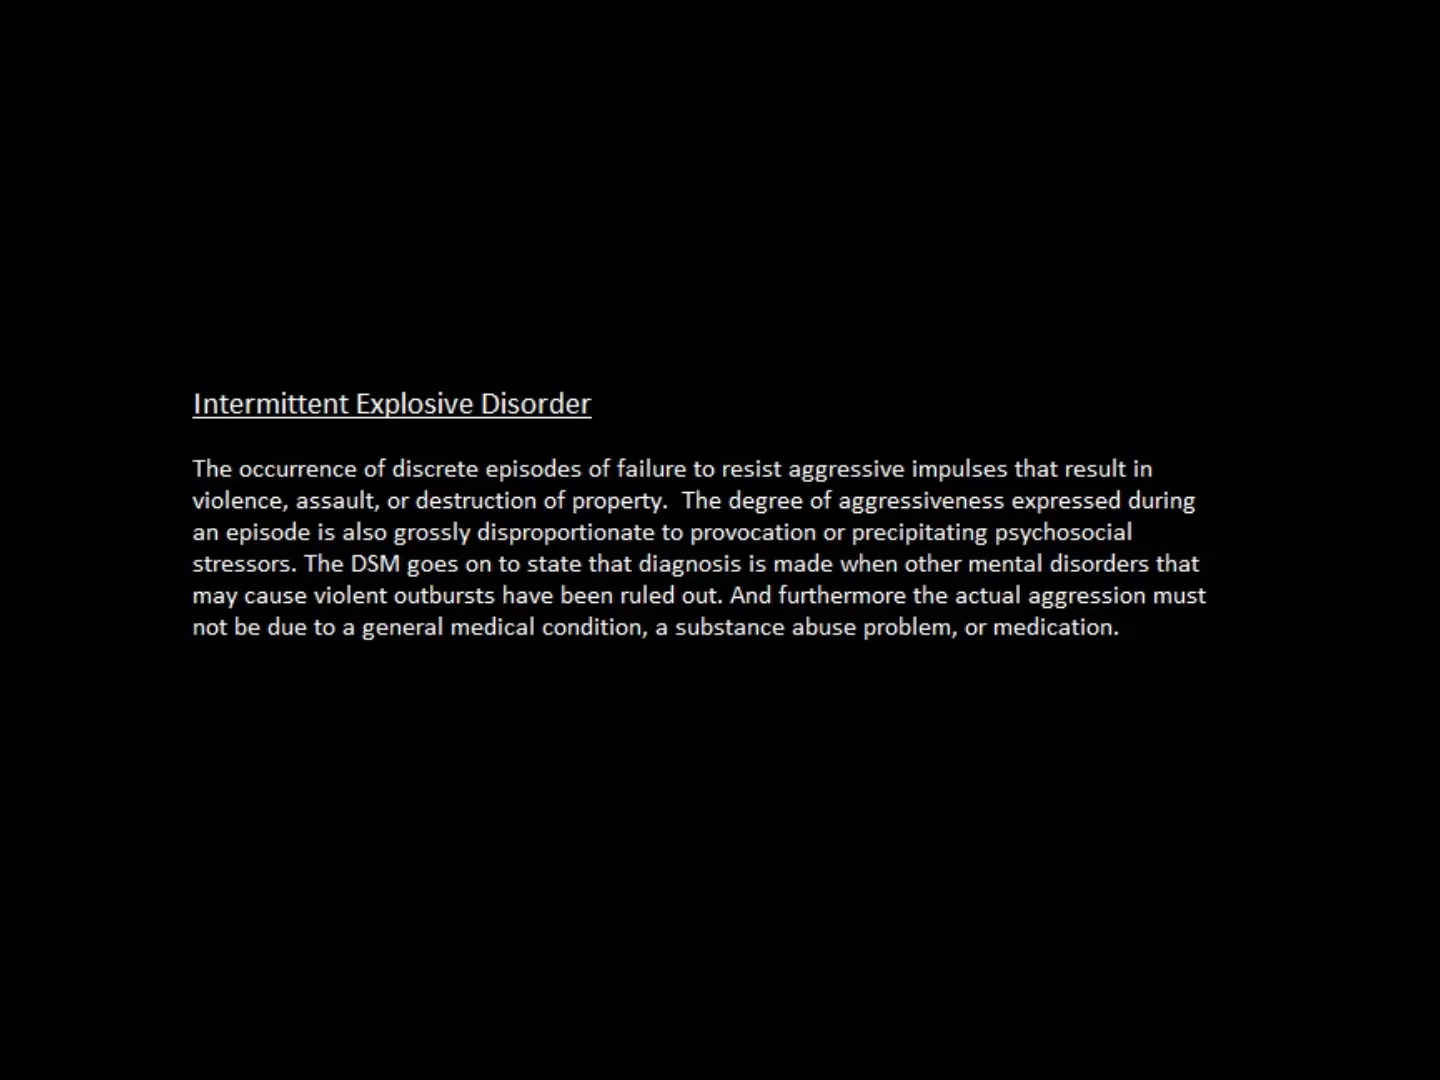 Intermittent Explosive Disorder
The occurrence of discrete episodes of failure to resist aggressive impulses that result in
violence, assault, or destruction of property.  The degree of aggressiveness expressed during
an episode is also grossly disproportionate to provocation or precipitating psychosocial
stressors. The DSM goes on to state that diagnosis is made when other mental disorders that
may cause violent outbursts have been ruled out. And furthermore the actual aggression must
not be due to a general medical condition, a substance abuse problem, or medication.